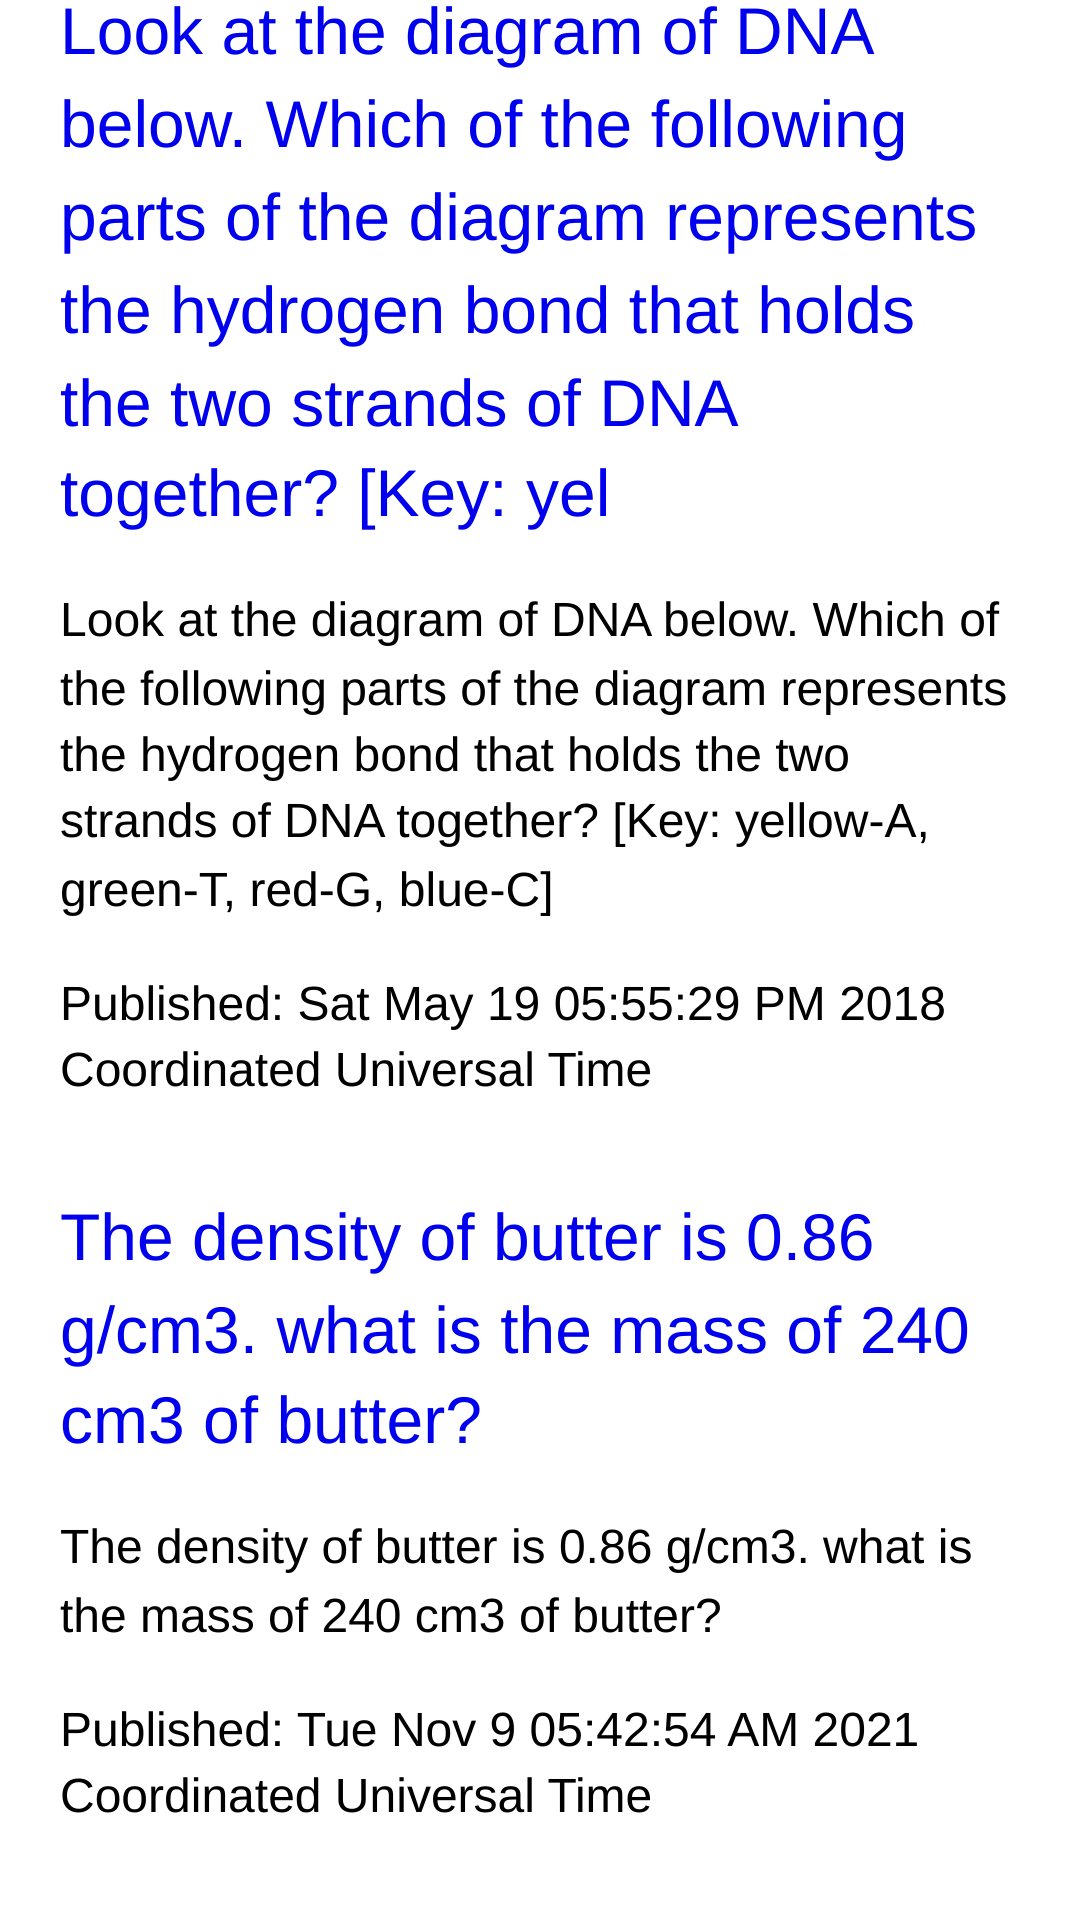 Look at the diagram of DNA
below. Which of the following
parts of the diagram represents
the hydrogen bond that holds
the two strands of DNA
together? [Key: yel
Look at the diagram of DNA below. Which of
the following parts of the diagram represents
the hydrogen bond that holds the two
strands of DNA together? [Key: yellow-A,
green-T, red-G, blue-C]
Published: Sat May 19 05:55:29 PM 2018
Coordinated Universal Time
The density of butter is 0.86
g/cm3. what is the mass of 240
cm3 of butter?
The density of butter is 0.86 g/cm3. what is
the mass of 240 cm3 of butter?
Published: Tue Nov 9 05:42:54 AM 2021
Coordinated Universal Time